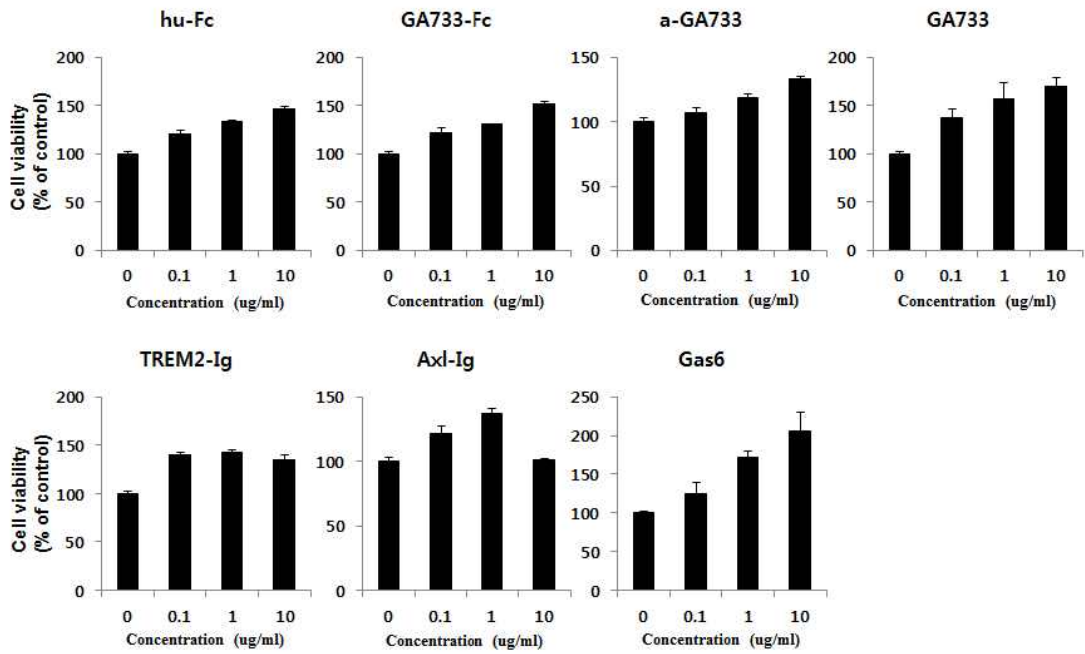 hu-Fc
GA733-Fc
a-GA733
GA733
Cell viability
(% of control)
200
150
100
50
0
0 0.1 1 10
Concentration (ug/ml)
200
150
100
50
0
0 0.1 1 10
Concentration (ug/ml)
150
100
50
0
0 0.1 1 10
Concentration (ug/ml)
200
150
100
50
0
0 0.1 1 10
Concentration (ug/ml)
TREM2-Ig
Axl-Ig
Gas6
Cell viability
(% of control)
200
150
100
50
0
0 0.1 1 10
Concentration (ug/ml)
150
100
50
0
0 0.1 1 10
Concentration (ug/ml)
250
200
150
100
50
0
0 0.1 1 10
Concentration (ug/ml)